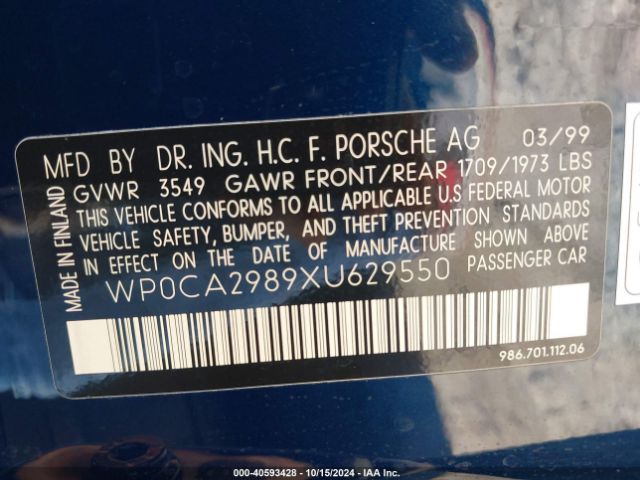 MADE IN FINLAND
MFD BY DR. ING. H.C. F. PORSCHE AG 03/99
GVWR 3549 GAWR FRONT/REAR 1709/1973 LBS
THIS VEHICLE CONFORMS TO ALL APPLICABLE U.S FEDERAL MOTOR
VEHICLE SAFETY, BUMPER, AND THEFT PREVENTION STANDARDS
IN EFFECT ON THE DATE OF MANUFACTURE SHOWN ABOVE
WP0CA2989XU629550 PASSENGER CAR
986.701.112.06
000-40593428 - 10/15/2024 - IAA Inc.